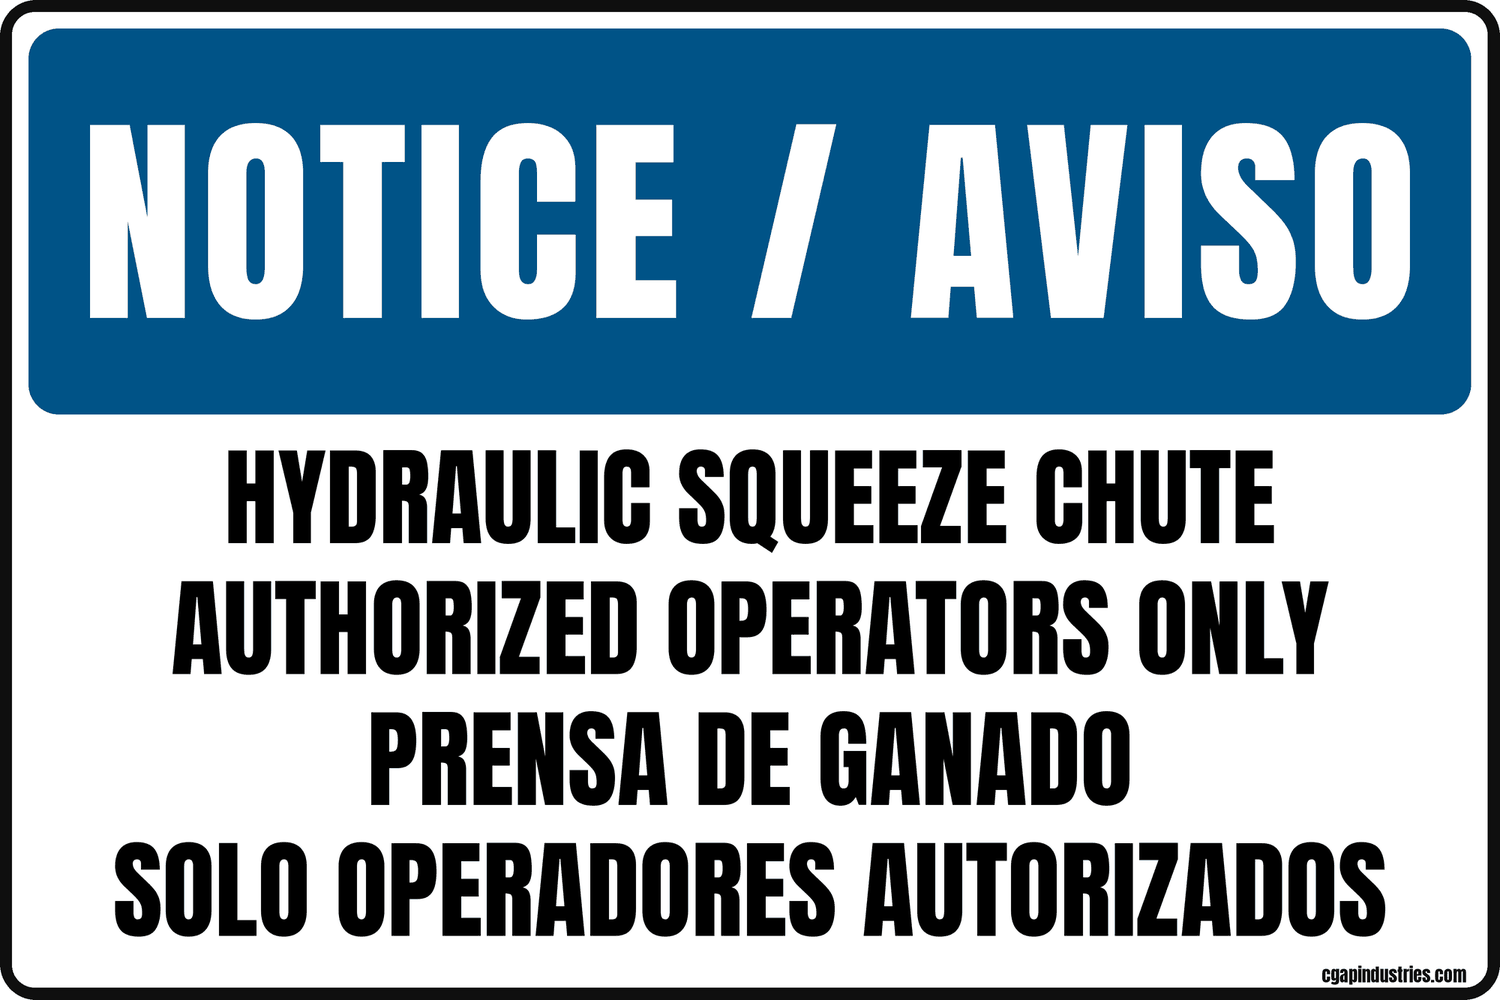 NOTICE / AVISO
HYDRAULIC SQUEEZE CHUTE
AUTHORIZED OPERATORS ONLY
PRENSA DE GANADO
SOLO OPERADORES AUTORIZADOS
cgapindustries.com